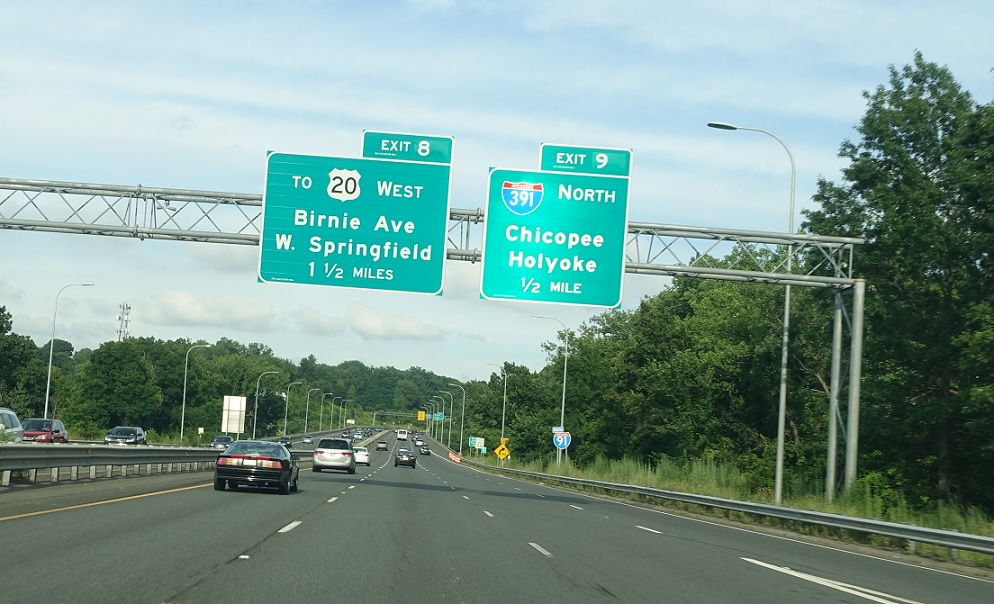 EXIT 8
TO 20 WEST
Birnie Ave
W. Springfield
1 1/2 MILES
EXIT 9
391 NORTH
Chicopee
Holyoke
1/2 MILE
91